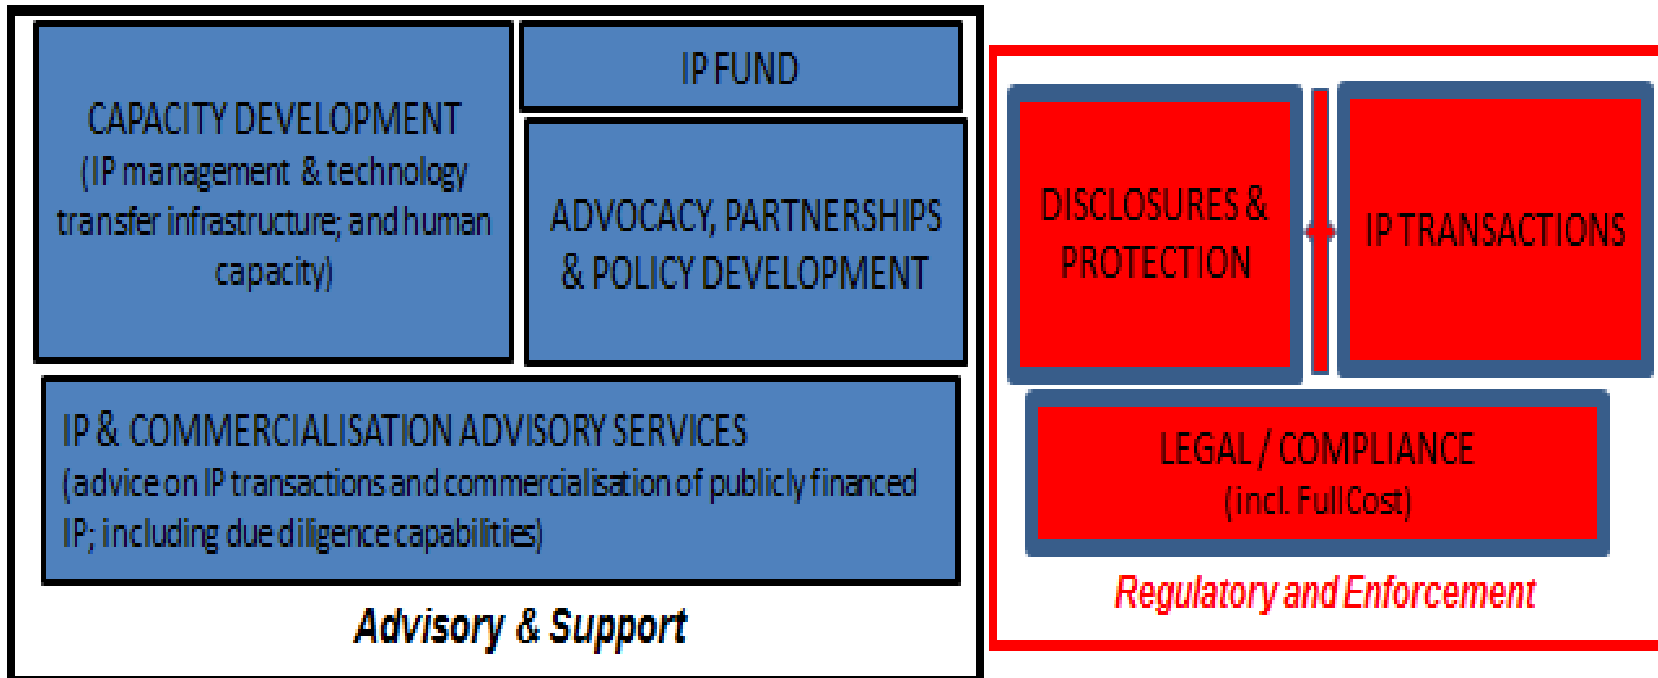 CAPACITY DEVELOPMENT
(IP management & technology
transfer infrastructure; and human
capacity)
IP FUND
ADVOCACY, PARTNERSHIPS
& POLICY DEVELOPMENT
IP & COMMERCIALISATION ADVISORY SERVICES
(advice on IP transactions and commercialisation of publicly financed
IP; including due diligence capabilities)
Advisory & Support
DISCLOSURES &
PROTECTION
IP TRANSACTIONS
LEGAL / COMPLIANCE
(incl. FullCost)
Regulatory and Enforcement